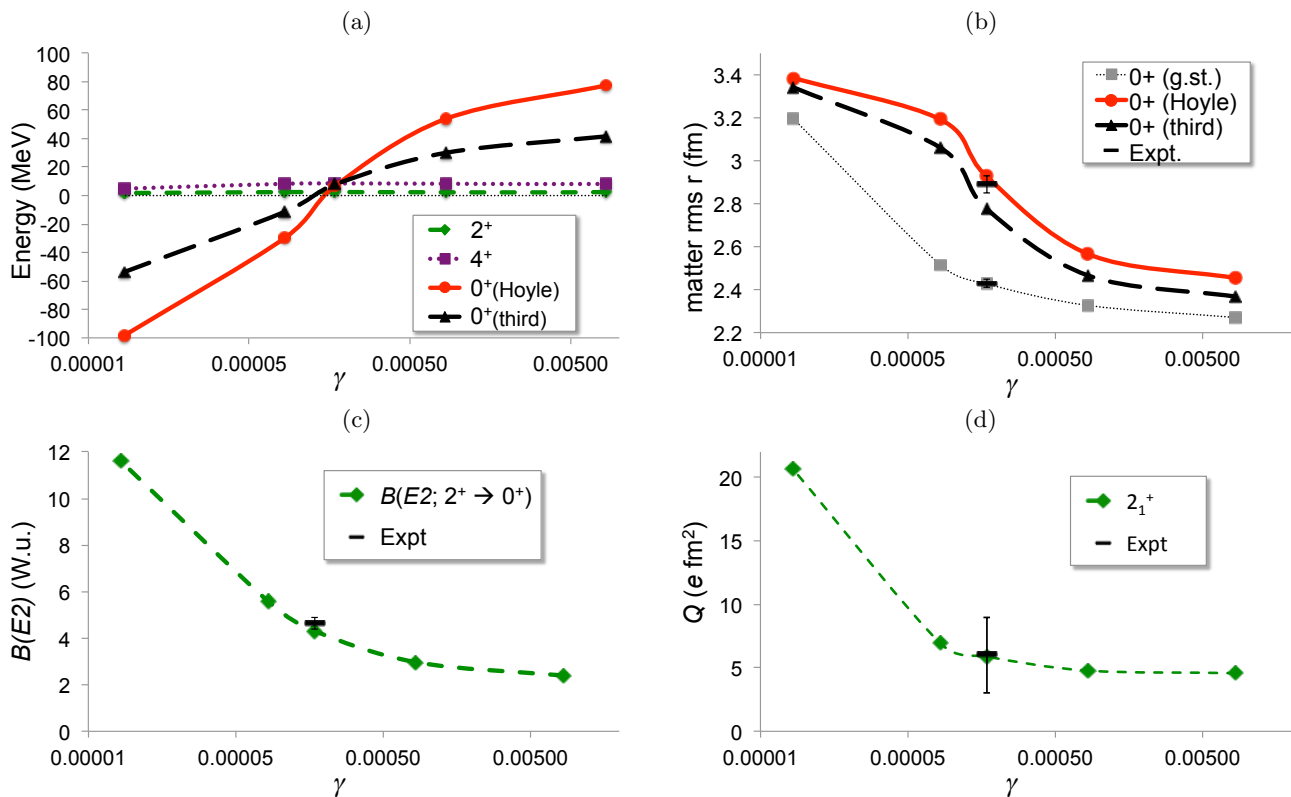 (a)
Energy (MeV)
100
80
60
40
20
0
-20
-40
-60
-80
-100
0.00001
0.00005
0.00050
0.00500
γ
2⁺
4⁺
0⁺(Hoyle)
0⁺(third)
(b)
matter rms r (fm)
3.4
3.2
3
2.8
2.6
2.4
2.2
0.00001
0.00005
0.00050
0.00500
γ
0+ (g.st.)
0+ (Hoyle)
0+ (third)
Expt.
(c)
B(E2) (W.u.)
12
10
8
6
4
2
0
0.00001
0.00005
0.00050
0.00500
γ
B(E2; 2⁺ → 0⁺)
Expt
(d)
Q (e fm²)
20
15
10
5
0
0.00001
0.00005
0.00050
0.00500
γ
2₁⁺
Expt